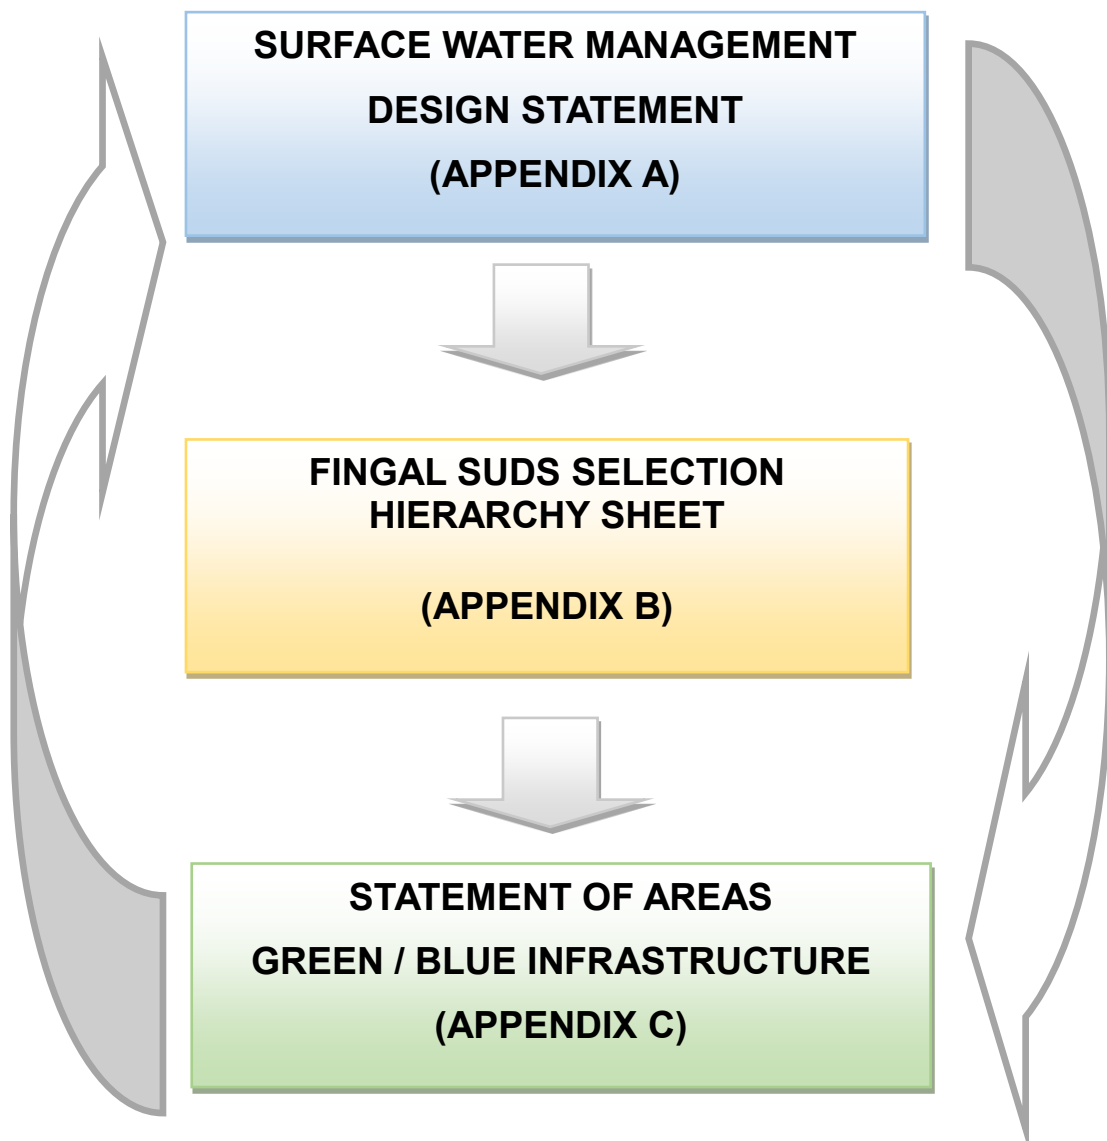 SURFACE WATER MANAGEMENT
DESIGN STATEMENT
(APPENDIX A)
FINGAL SUDS SELECTION
HIERARCHY SHEET
(APPENDIX B)
STATEMENT OF AREAS
GREEN / BLUE INFRASTRUCTURE
(APPENDIX C)